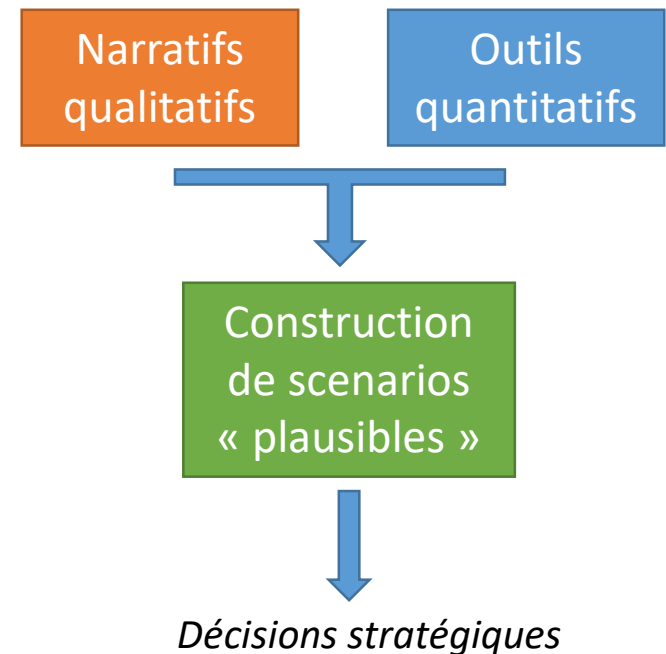 Narratifs
qualitatifs
Outils
quantitatifs
Construction
de scenarios
« plausibles »
Décisions stratégiques